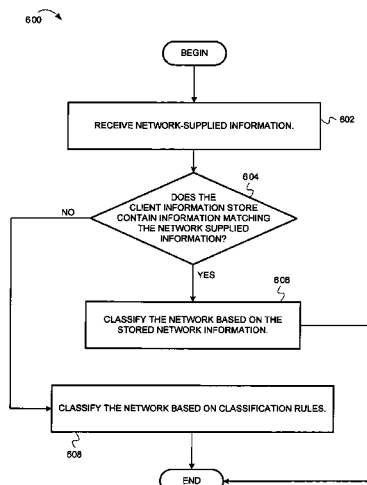 600
BEGIN
RECEIVE NETWORK-SUPPLIED INFORMATION.
602
604
DOES THE
CLIENT INFORMATION STORE
CONTAIN INFORMATION MATCHING
THE NETWORK SUPPLIED
INFORMATION?
NO
YES
606
CLASSIFY THE NETWORK BASED ON THE
STORED NETWORK INFORMATION.
CLASSIFY THE NETWORK BASED ON CLASSIFICATION RULES.
608
END